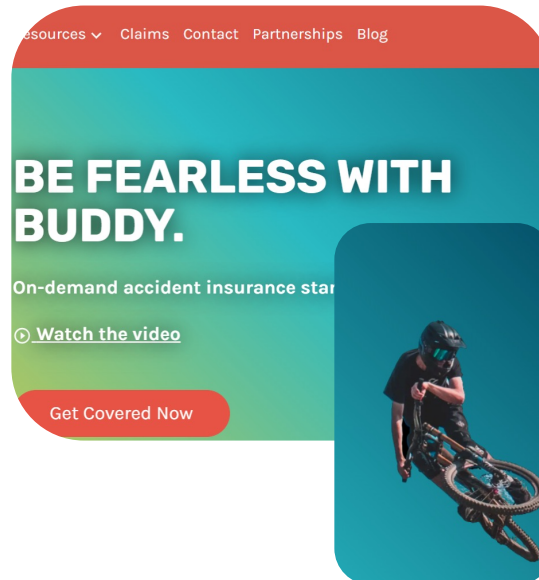 esources Claims Contact Partnerships Blog
BE FEARLESS WITH
BUDDY.
On-demand accident insurance star
Watch the video
Get Covered Now